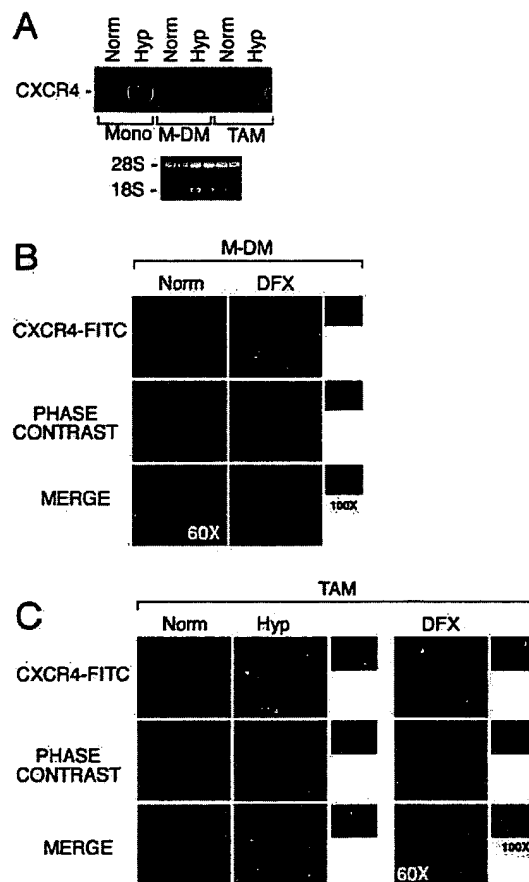 A
Norm Hyp Norm Hyp Norm Hyp
CXCR4 -
Mono M-DM TAM
28S -
18S -
B
M-DM
Norm DFX
CXCR4-FITC
PHASE
CONTRAST
MERGE
60X
100X
C
TAM
Norm Hyp DFX
CXCR4-FITC
PHASE
CONTRAST
MERGE
60X
100X